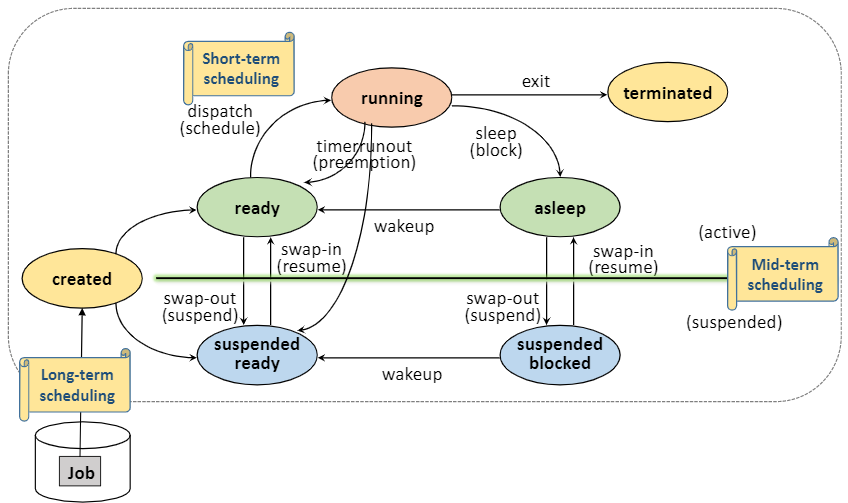 Short-term
scheduling
running
exit
terminated
dispatch
(schedule)
timerrunout
(preemption)
sleep
(block)
ready
asleep
wakeup
(active)
swap-in
(resume)
swap-in
(resume)
Mid-term
scheduling
created
swap-out
(suspend)
swap-out
(suspend)
(suspended)
suspended
ready
suspended
blocked
wakeup
Long-term
scheduling
Job